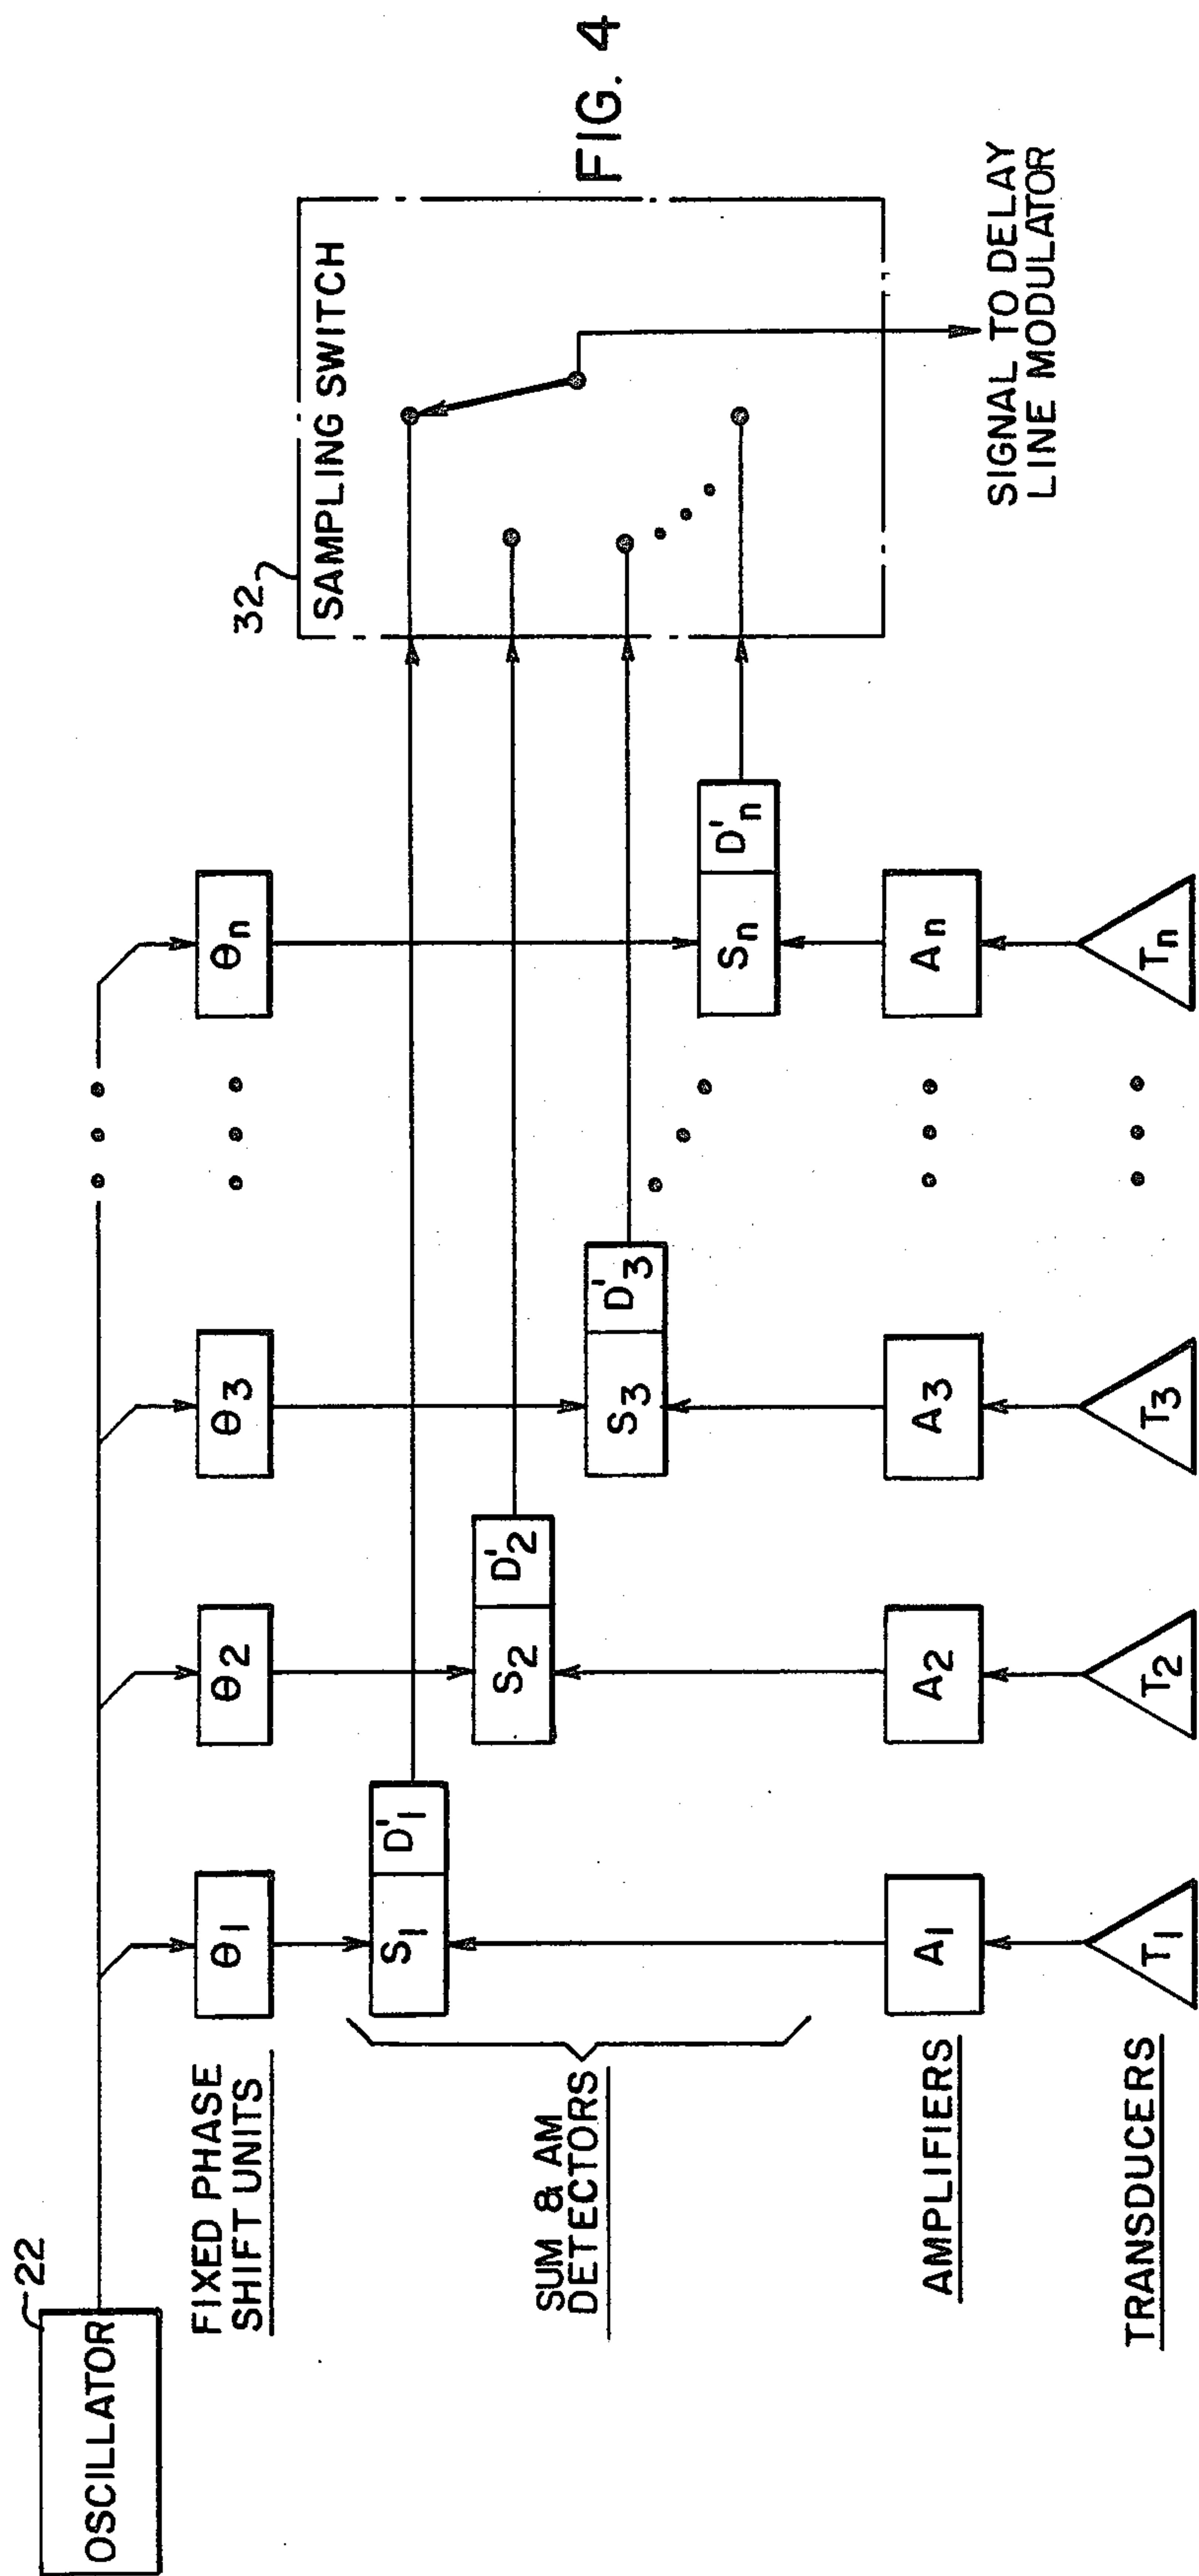 22
OSCILLATOR
FIXED PHASE
SHIFT UNITS
θ1
θ2
θ3
θn
SUM & AM
DETECTORS
S1 D'1
S2 D'2
S3 D'3
Sn D'n
AMPLIFIERS
A1
A2
A3
An
TRANSDUCERS
T1
T2
T3
Tn
32
SAMPLING SWITCH
SIGNAL TO DELAY
LINE MODULATOR
FIG. 4